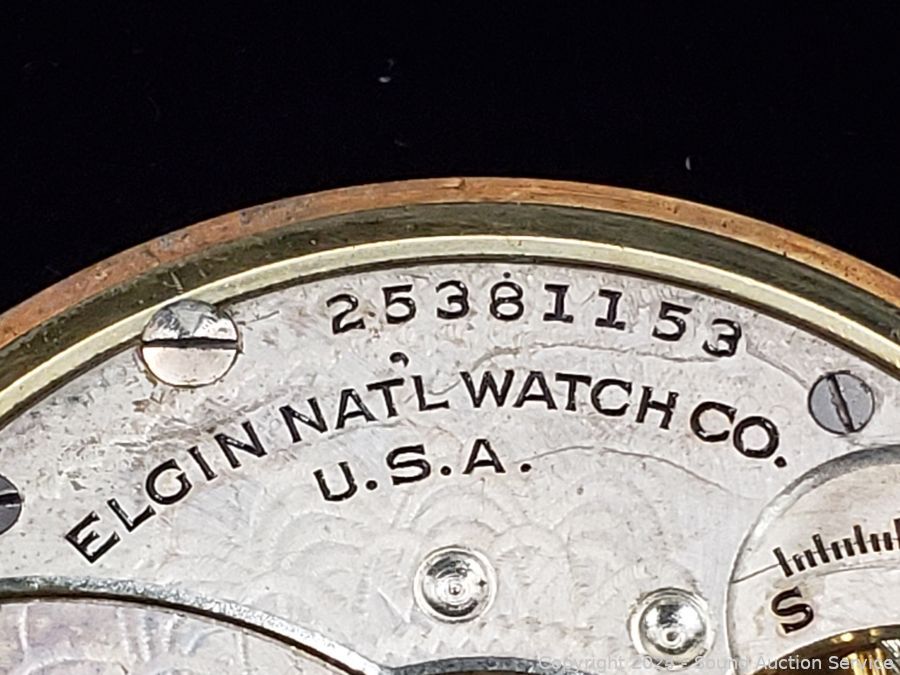 25381153
ELGIN NAT'L WATCH CO.
U.S.A.
S
Copyright 2024 - Sound Auction Service